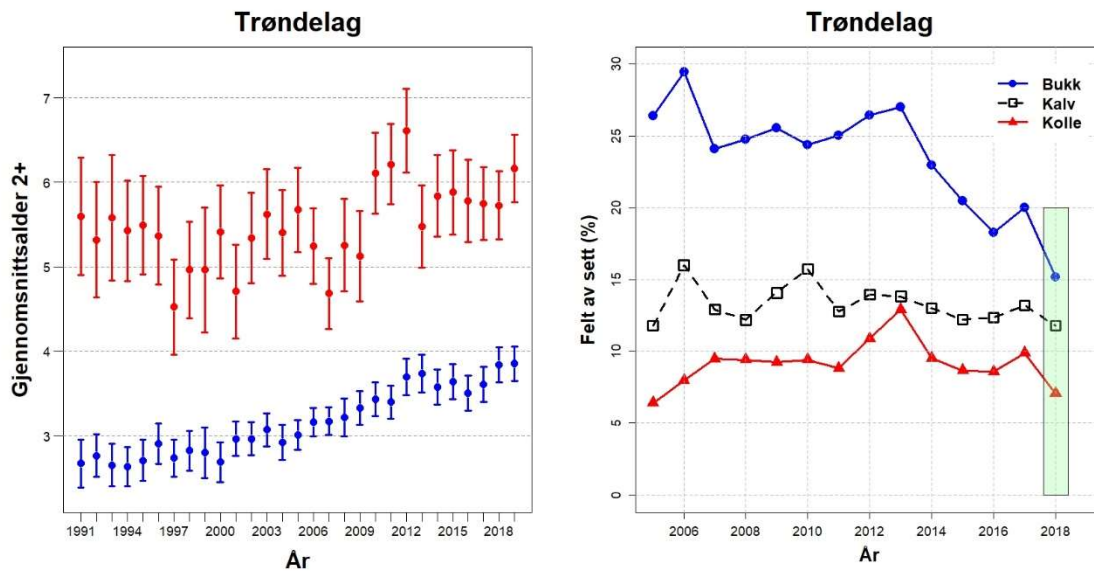 Trøndelag
Gjennomsnittsalder 2+
7
6
5
4
3
1991 1994 1997 2000 2003 2006 2009 2012 2015 2018
År
Trøndelag
Felt av sett (%)
30
25
20
15
10
5
0
Bukk
Kalv
Kolle
2006 2008 2010 2012 2014 2016 2018
År